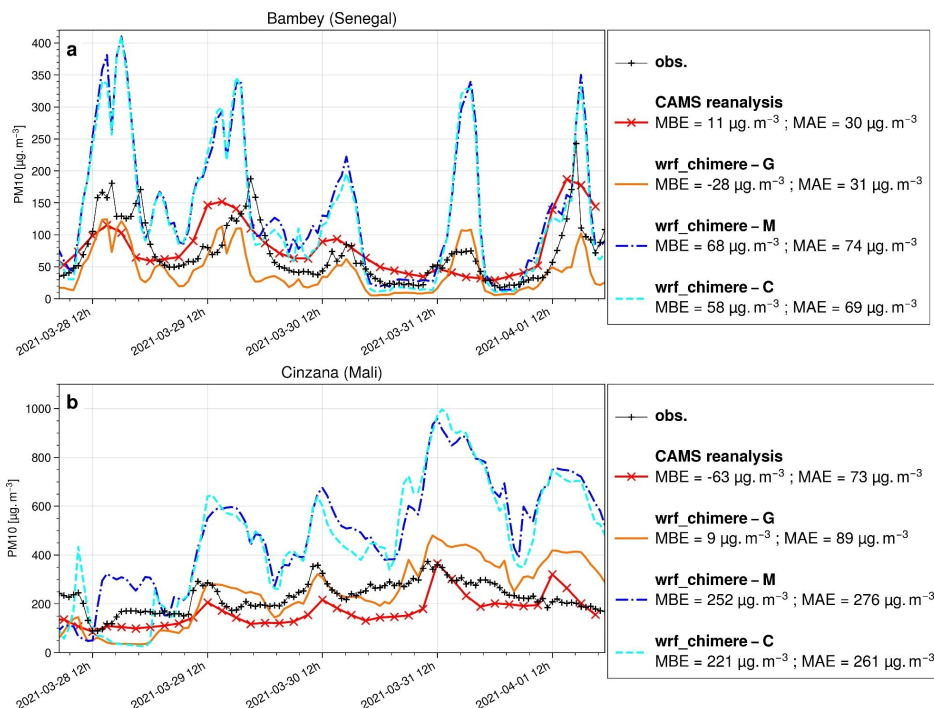 Bambey (Senegal)
a
PM10 [µg. m⁻³]
400
350
300
250
200
150
100
50
0
2021-03-28 12h
2021-03-29 12h
2021-03-30 12h
2021-03-31 12h
2021-04-01 12h
obs.
CAMS reanalysis
MBE = 11 µg. m⁻³ ; MAE = 30 µg. m⁻³
wrf_chimere − G
MBE = -28 µg. m⁻³ ; MAE = 31 µg. m⁻³
wrf_chimere − M
MBE = 68 µg. m⁻³ ; MAE = 74 µg. m⁻³
wrf_chimere − C
MBE = 58 µg. m⁻³ ; MAE = 69 µg. m⁻³
Cinzana (Mali)
b
PM10 [µg. m⁻³]
1000
800
600
400
200
0
2021-03-28 12h
2021-03-29 12h
2021-03-30 12h
2021-03-31 12h
2021-04-01 12h
obs.
CAMS reanalysis
MBE = -63 µg. m⁻³ ; MAE = 73 µg. m⁻³
wrf_chimere − G
MBE = 9 µg. m⁻³ ; MAE = 89 µg. m⁻³
wrf_chimere − M
MBE = 252 µg. m⁻³ ; MAE = 276 µg. m⁻³
wrf_chimere − C
MBE = 221 µg. m⁻³ ; MAE = 261 µg. m⁻³